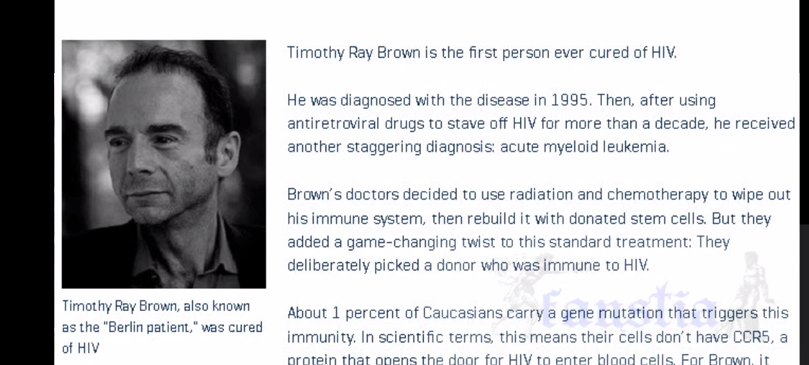 Timothy Ray Brown is the first person ever cured of HIV.
He was diagnosed with the disease in 1995. Then, after using
antiretroviral drugs to stave off HIV for more than a decade, he received
another staggering diagnosis: acute myeloid leukemia.
Brown's doctors decided to use radiation and chemotherapy to wipe out
his immune system, then rebuild it with donated stem cells. But they
added a game-changing twist to this standard treatment: They
deliberately picked a donor who was immune to HIV.
About 1 percent of Caucasians carry a gene mutation that triggers this
immunity. In scientific terms, this means their cells don't have CCR5, a
protein that opens the door for HIV to enter blood cells. For Brown, it
Timothy Ray Brown, also known
as the "Berlin patient," was cured
of HIV
faustia